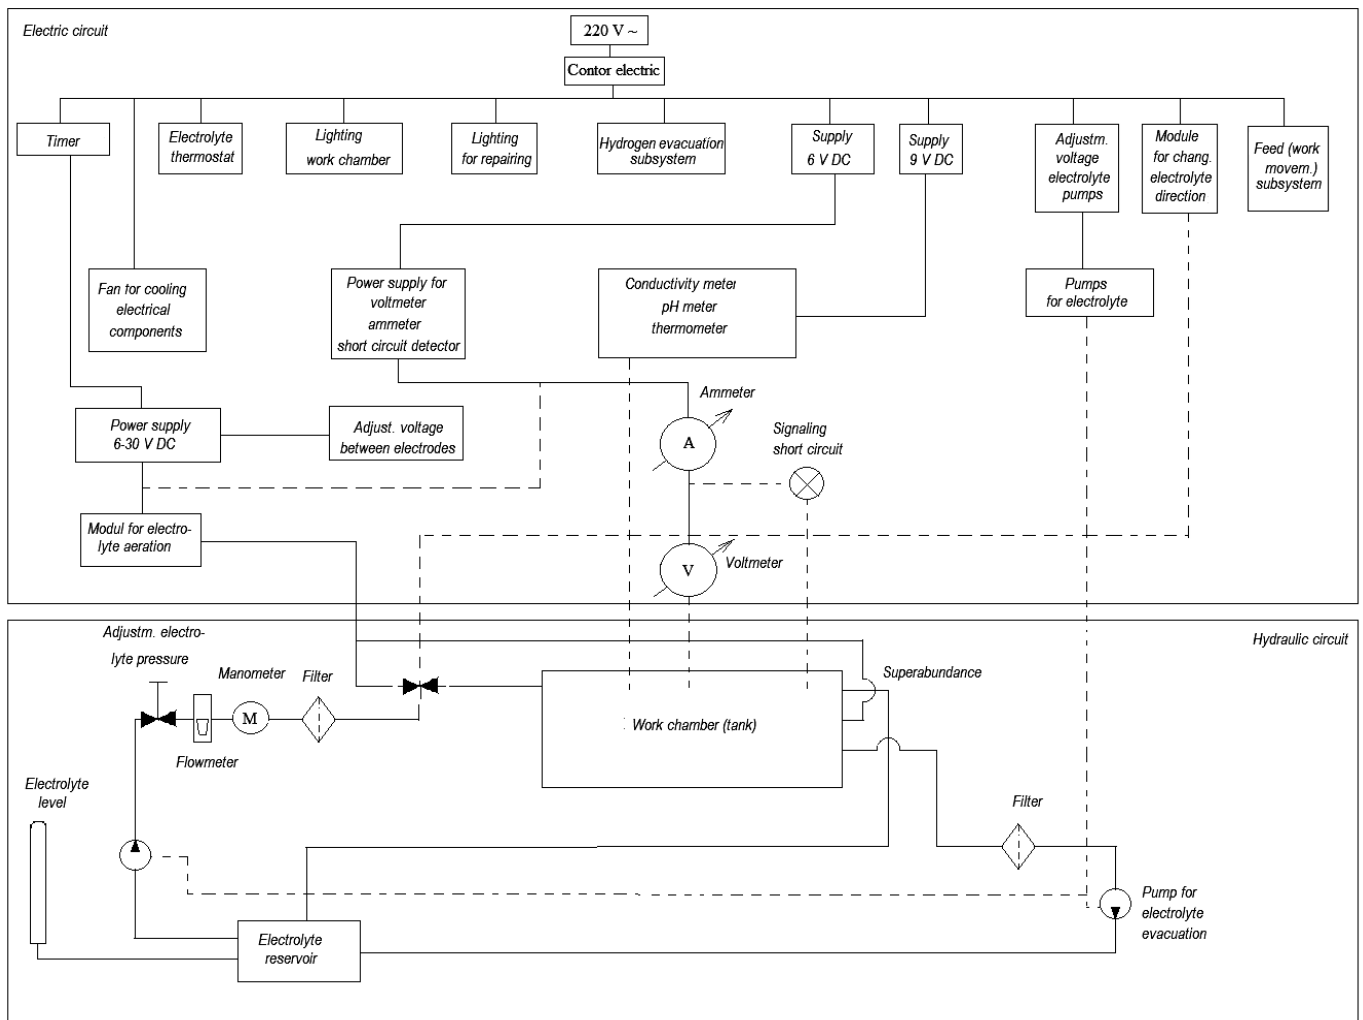 Electric circuit
220 V ~
Contor electric
Timer
Electrolyte
thermostat
Lighting
work chamber
Lighting
for repairing
Hydrogen evacuation
subsystem
Supply
6 V DC
Supply
9 V DC
Adjustm.
voltage
electrolyte
pumps
Module
for chang.
electrolyte
direction
Feed (work
movem.)
subsystem
Fan for cooling
electrical
components
Power supply for
voltmeter
ammeter
short circuit detector
Conductivity meter
pH meter
thermometer
Pumps
for electrolyte
Power supply
6-30 V DC
Adjust. voltage
between electrodes
Ammeter
A
Signaling
short circuit
Modul for electro-
lyte aeration
V
Voltmeter
Hydraulic circuit
Adjustm. electro-
lyte pressure
Manometer
Filter
M
Flowmeter
Superabundance
Work chamber (tank)
Electrolyte
level
Filter
Pump for
electrolyte
evacuation
Electrolyte
reservoir